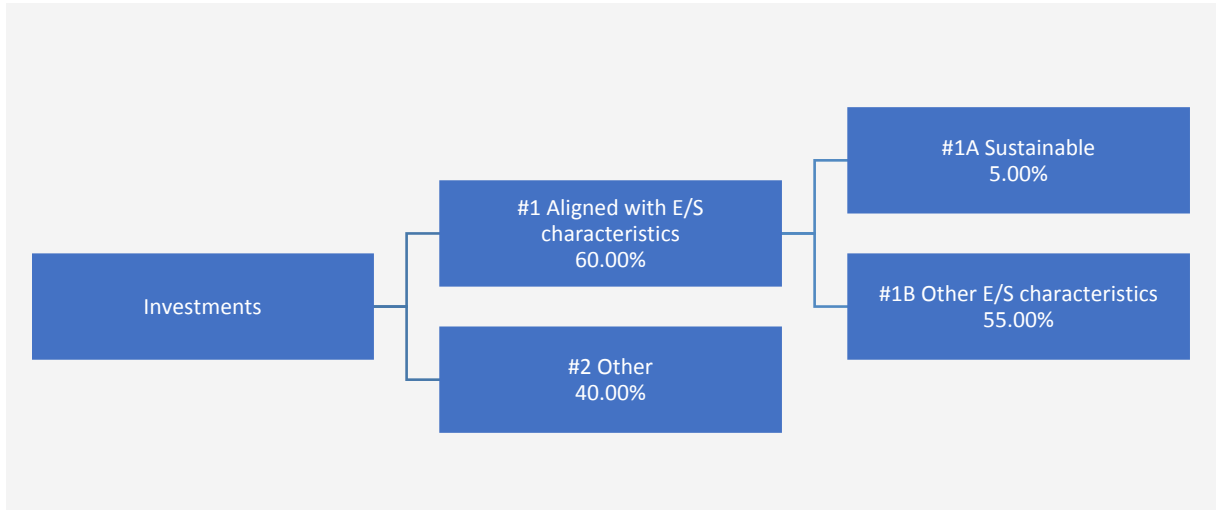 Investments
#1 Aligned with E/S
characteristics
60.00%
#2 Other
40.00%
#1A Sustainable
5.00%
#1B Other E/S characteristics
55.00%